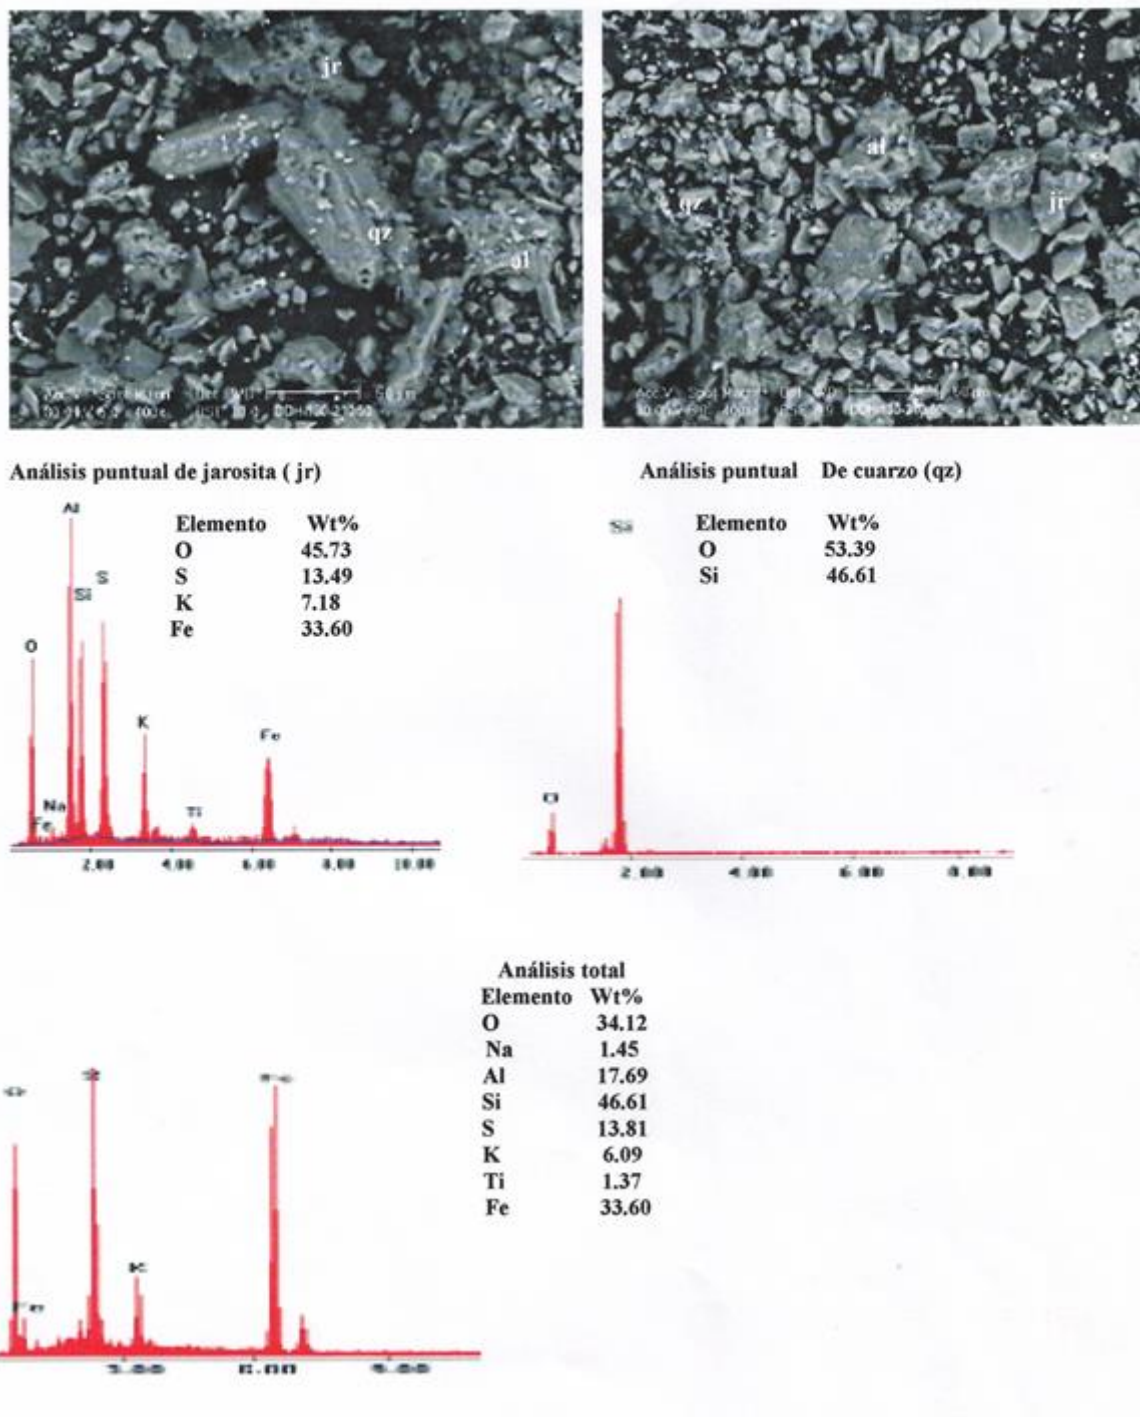 jr
qz
al
al
qz
jr
Análisis puntual de jarosita ( jr)
Elemento Wt%
O 45.73
S 13.49
K 7.18
Fe 33.60
Al
S
Si
O
K
Fe
Na
Fe
Ti
2.00 4.00 6.00 8.00 10.00
Análisis puntual De cuarzo (qz)
Elemento Wt%
O 53.39
Si 46.61
Si
O
2.00 4.00 6.00 8.00
Análisis total
Elemento Wt%
O 34.12
Na 1.45
Al 17.69
Si 46.61
S 13.81
K 6.09
Ti 1.37
Fe 33.60
K
Fe